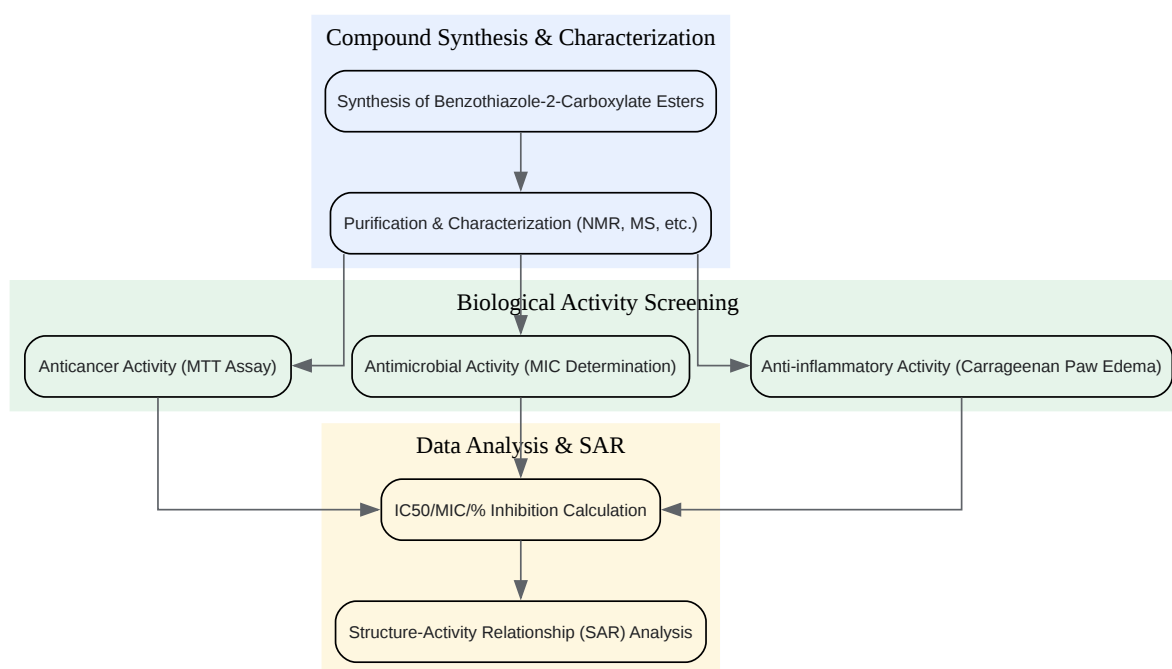 Compound Synthesis & Characterization
Synthesis of Benzothiazole-2-Carboxylate Esters
Purification & Characterization (NMR, MS, etc.)
Biological Activity Screening
Anticancer Activity (MTT Assay)
Antimicrobial Activity (MIC Determination)
Anti-inflammatory Activity (Carrageenan Paw Edema)
Data Analysis & SAR
IC50/MIC/% Inhibition Calculation
Structure-Activity Relationship (SAR) Analysis